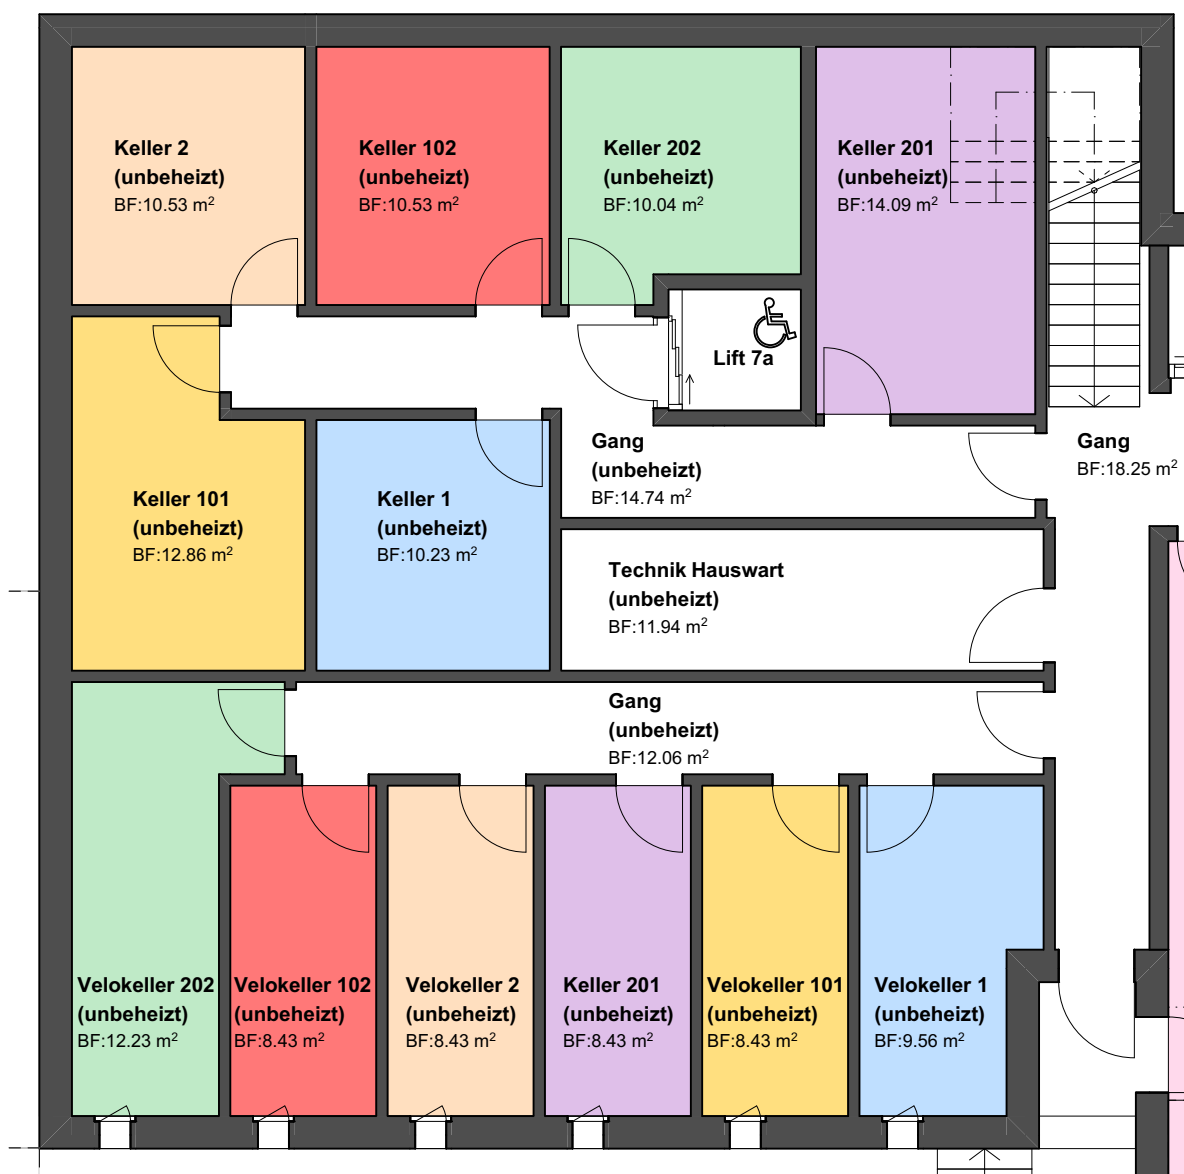 Keller 2
(unbeheizt)
BF:10.53 m²
Keller 102
(unbeheizt)
BF:10.53 m²
Keller 202
(unbeheizt)
BF:10.04 m²
Keller 201
(unbeheizt)
BF:14.09 m²
Lift 7a
Gang
(unbeheizt)
BF:14.74 m²
Gang
BF:18.25 m²
Keller 101
(unbeheizt)
BF:12.86 m²
Keller 1
(unbeheizt)
BF:10.23 m²
Technik Hauswart
(unbeheizt)
BF:11.94 m²
Gang
(unbeheizt)
BF:12.06 m²
Velokeller 202
(unbeheizt)
BF:12.23 m²
Velokeller 102
(unbeheizt)
BF:8.43 m²
Velokeller 2
(unbeheizt)
BF:8.43 m²
Keller 201
(unbeheizt)
BF:8.43 m²
Velokeller 101
(unbeheizt)
BF:8.43 m²
Velokeller 1
(unbeheizt)
BF:9.56 m²